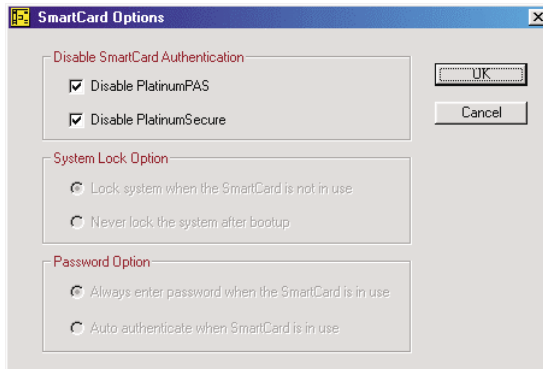 SmartCard Options
Disable SmartCard Authentication
Disable PlatinumPAS
OK
Disable PlatinumSecure
Cancel
System Lock Option
Lock system when the SmartCard is not in use
Never lock the system after bootup
Password Option
Always enter password when the SmartCard is in use
Auto authenticate when SmartCard is in use